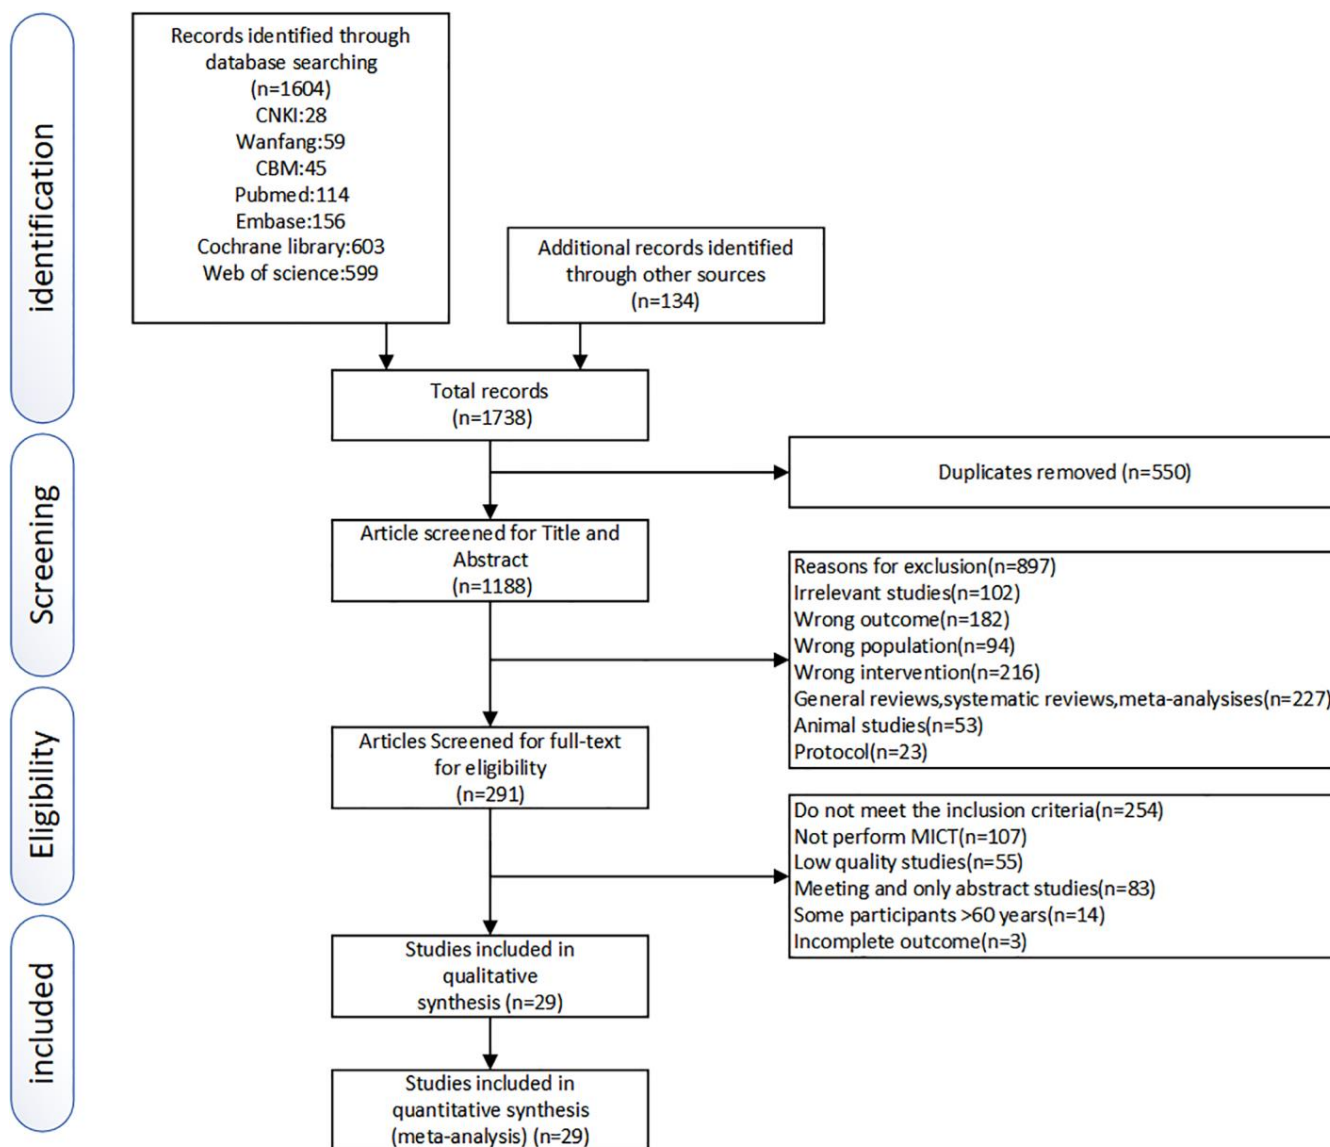 identification
Records identified through
database searching
(n=1604)
CNKI:28
Wanfang:59
CBM:45
Pubmed:114
Embase:156
Cochrane library:603
Web of science:599
Additional records identified
through other sources
(n=134)
Total records
(n=1738)
Screening
Duplicates removed (n=550)
Article screened for Title and
Abstract
(n=1188)
Reasons for exclusion(n=897)
Irrelevant studies(n=102)
Wrong outcome(n=182)
Wrong population(n=94)
Wrong intervention(n=216)
General reviews,systematic reviews,meta-analysises(n=227)
Animal studies(n=53)
Protocol(n=23)
Eligibility
Articles Screened for full-text
for eligibility
(n=291)
Do not meet the inclusion criteria(n=254)
Not perform MICT(n=107)
Low quality studies(n=55)
Meeting and only abstract studies(n=83)
Some participants >60 years(n=14)
Incomplete outcome(n=3)
included
Studies included in
qualitative
synthesis (n=29)
Studies included in
quantitative synthesis
(meta-analysis) (n=29)